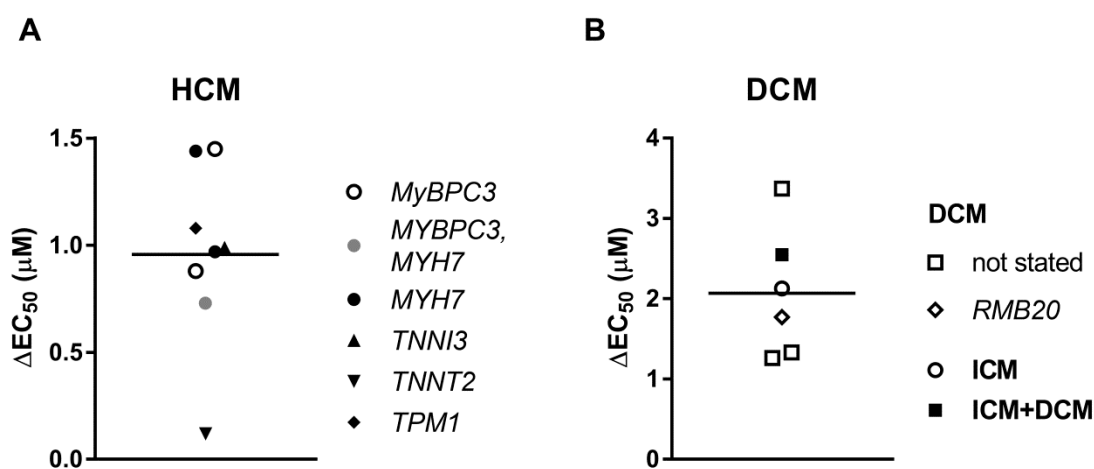 A
HCM
ΔEC50 (μM)
1.5
1.0
0.5
0.0
MyBPC3
MYBPC3,
MYH7
MYH7
TNNI3
TNNT2
TPM1
B
DCM
ΔEC50 (μM)
4
3
2
1
0
DCM
not stated
RMB20
ICM
ICM+DCM